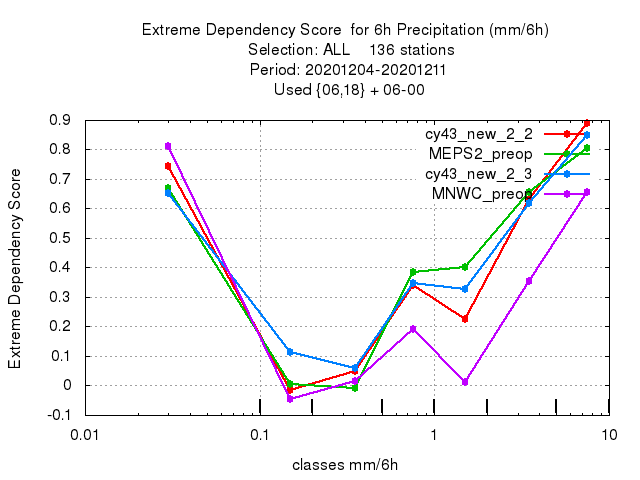 Extreme Dependency Score  for 6h Precipitation (mm/6h)
Selection: ALL    136 stations
Period: 20201204-20201211
Used {06,18} + 06-00
Extreme Dependency Score
0.9
0.8
0.7
0.6
0.5
0.4
0.3
0.2
0.1
0
-0.1
cy43_new_2_2
MEPS2_preop
cy43_new_2_3
MNWC_preop
0.01 0.1 1 10
classes mm/6h